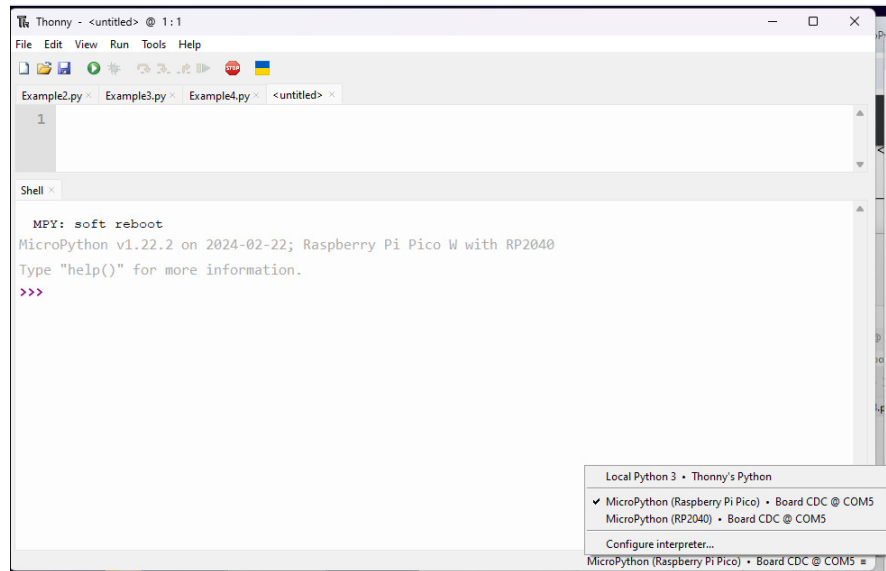 Thonny - <untitled> @ 1:1
File Edit View Run Tools Help
STOP
Example2.py × Example3.py × Example4.py × <untitled> ×
1
Shell ×
MPY: soft reboot
MicroPython v1.22.2 on 2024-02-22; Raspberry Pi Pico W with RP2040
Type "help()" for more information.
>>>
Local Python 3 • Thonny's Python
✓ MicroPython (Raspberry Pi Pico) • Board CDC @ COM5
MicroPython (RP2040) • Board CDC @ COM5
Configure interpreter...
MicroPython (Raspberry Pi Pico) • Board CDC @ COM5 ≡